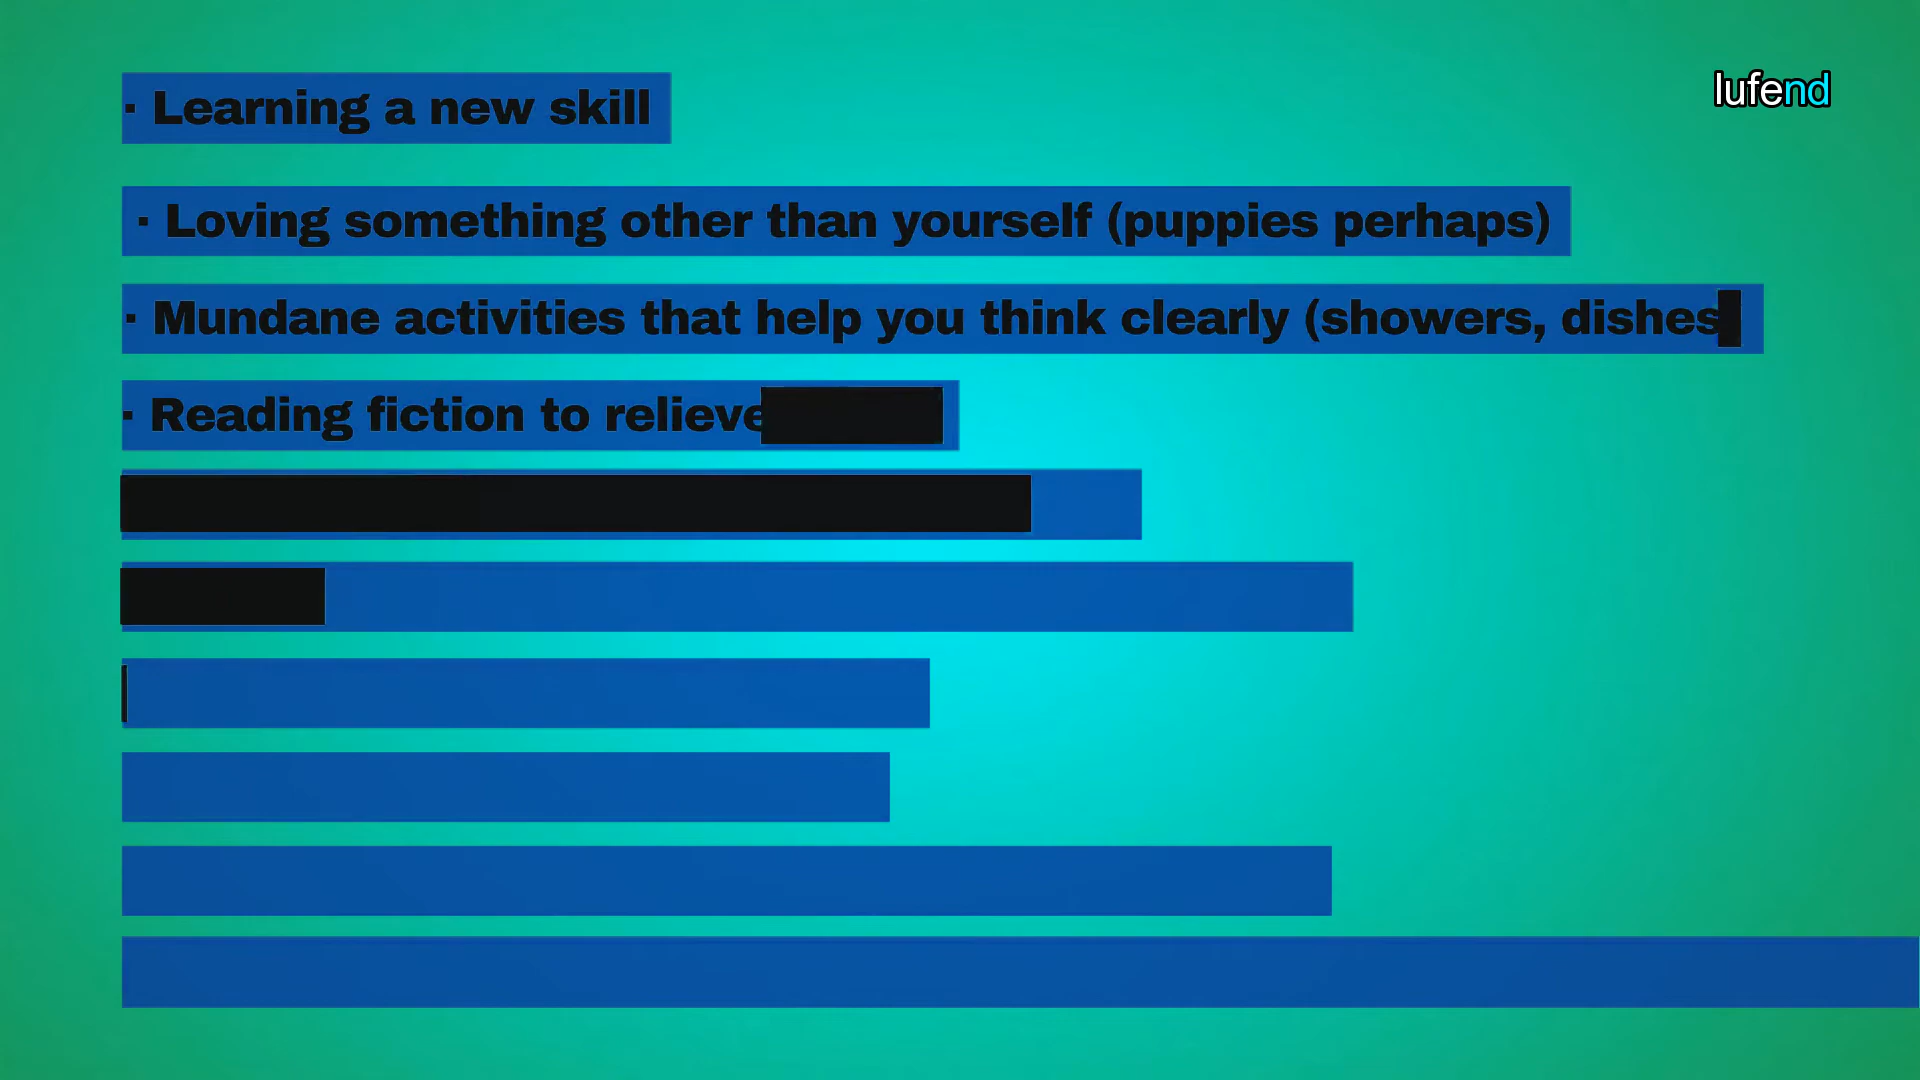 lufend
· Learning a new skill
· Loving something other than yourself (puppies perhaps)
· Mundane activities that help you think clearly (showers, dishes
· Reading fiction to relieve